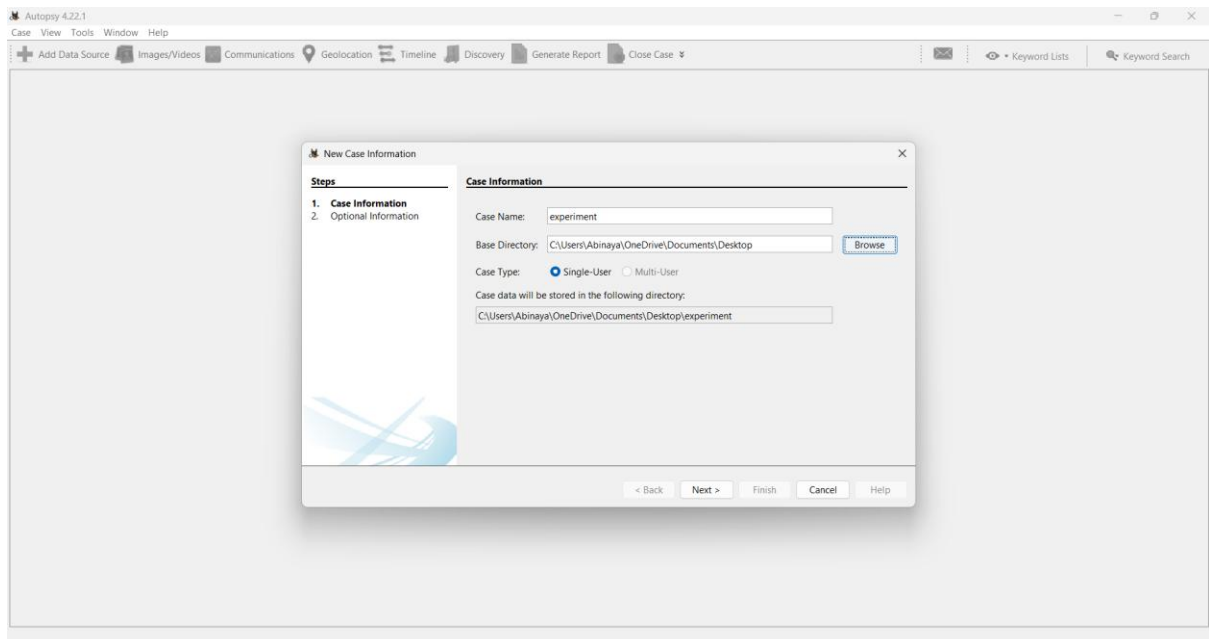 Autopsy 4.22.1
Case View Tools Window Help
Add Data Source Images/Videos Communications Geolocation Timeline Discovery Generate Report Close Case Keyword Lists Keyword Search
New Case Information
Steps
1. Case Information
2. Optional Information
Case Information
Case Name: experiment
Base Directory: C:\Users\Abinaya\OneDrive\Documents\Desktop Browse
Case Type: Single-User Multi-User
Case data will be stored in the following directory:
C:\Users\Abinaya\OneDrive\Documents\Desktop\experiment
< Back Next > Finish Cancel Help